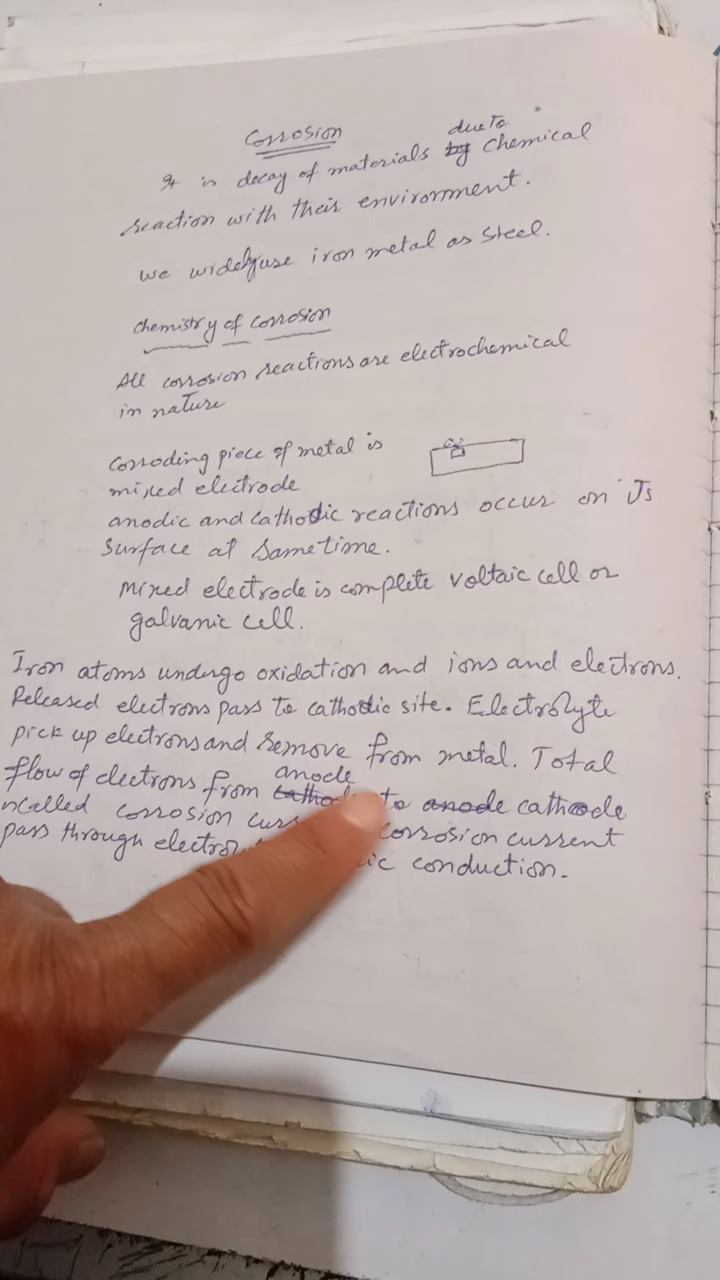 Corrosion
It is decay of materials due to chemical
reaction with their environment.
we widely use iron metal as steel.
Chemistry of corrosion
All corrosion reactions are electrochemical
in nature
Corroding piece of metal is
mixed electrode
anodic and cathodic reactions occur on its
surface at sametime.
Mixed electrode is complete voltaic cell or
galvanic cell.
Iron atoms undergo oxidation and ions and electrons.
Released electrons pass to cathodic site. Electrolyte
pick up electrons and remove from metal. Total
flow of electrons from anode to cathode
is called corrosion corrosion current
pass through conduction.